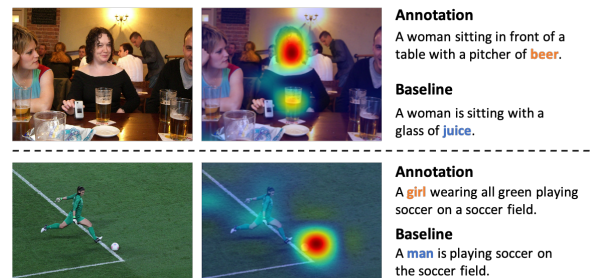 Annotation
A woman sitting in front of a
table with a pitcher of beer.
Baseline
A woman is sitting with a
glass of juice.
Annotation
A girl wearing all green playing
soccer on a soccer field.
Baseline
A man is playing soccer on
the soccer field.